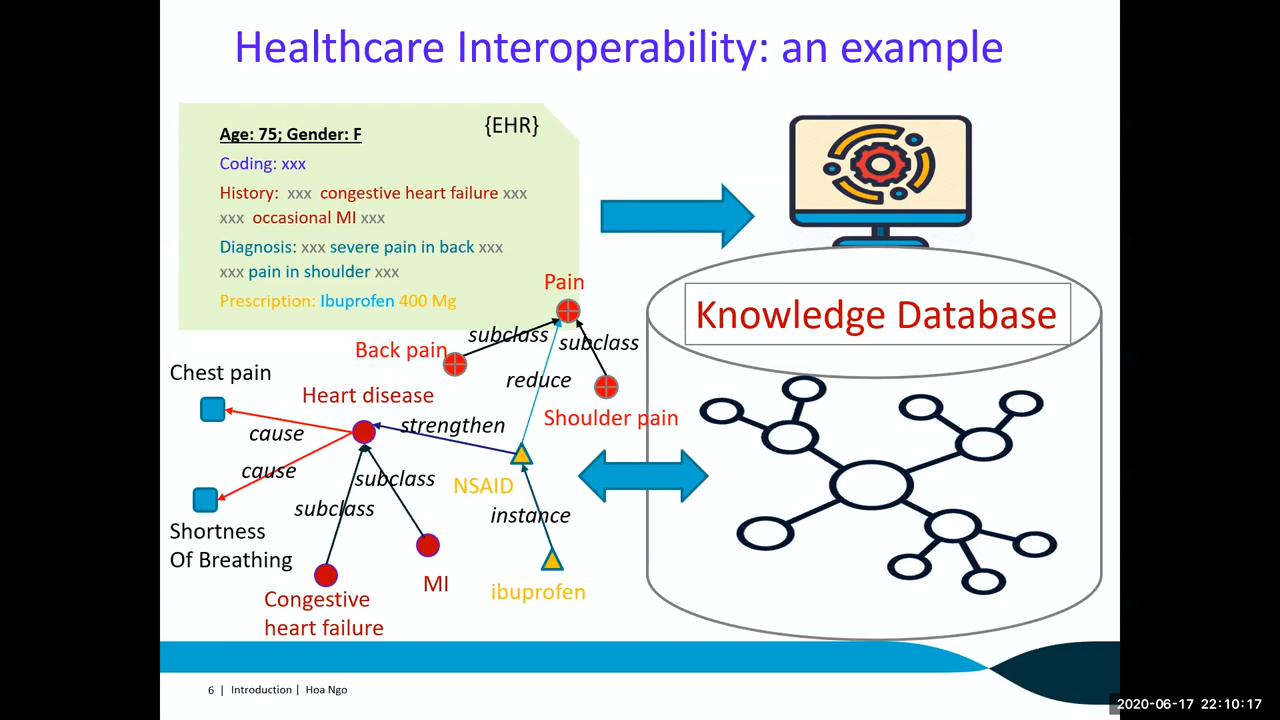 Healthcare Interoperability: an example
{EHR}
Age: 75; Gender: F
Coding: xxx
History: xxx congestive heart failure xxx
xxx occasional MI xxx
Diagnosis: xxx severe pain in back xxx
xxx pain in shoulder xxx
Prescription: Ibuprofen 400 Mg
Pain
Knowledge Database
subclass
subclass
Back pain
Chest pain
reduce
Heart disease
Shoulder pain
cause
strengthen
cause
subclass
NSAID
subclass
instance
Shortness
Of Breathing
MI
ibuprofen
Congestive
heart failure
6 | Introduction | Hoa Ngo
2020-06-17 22:10:17